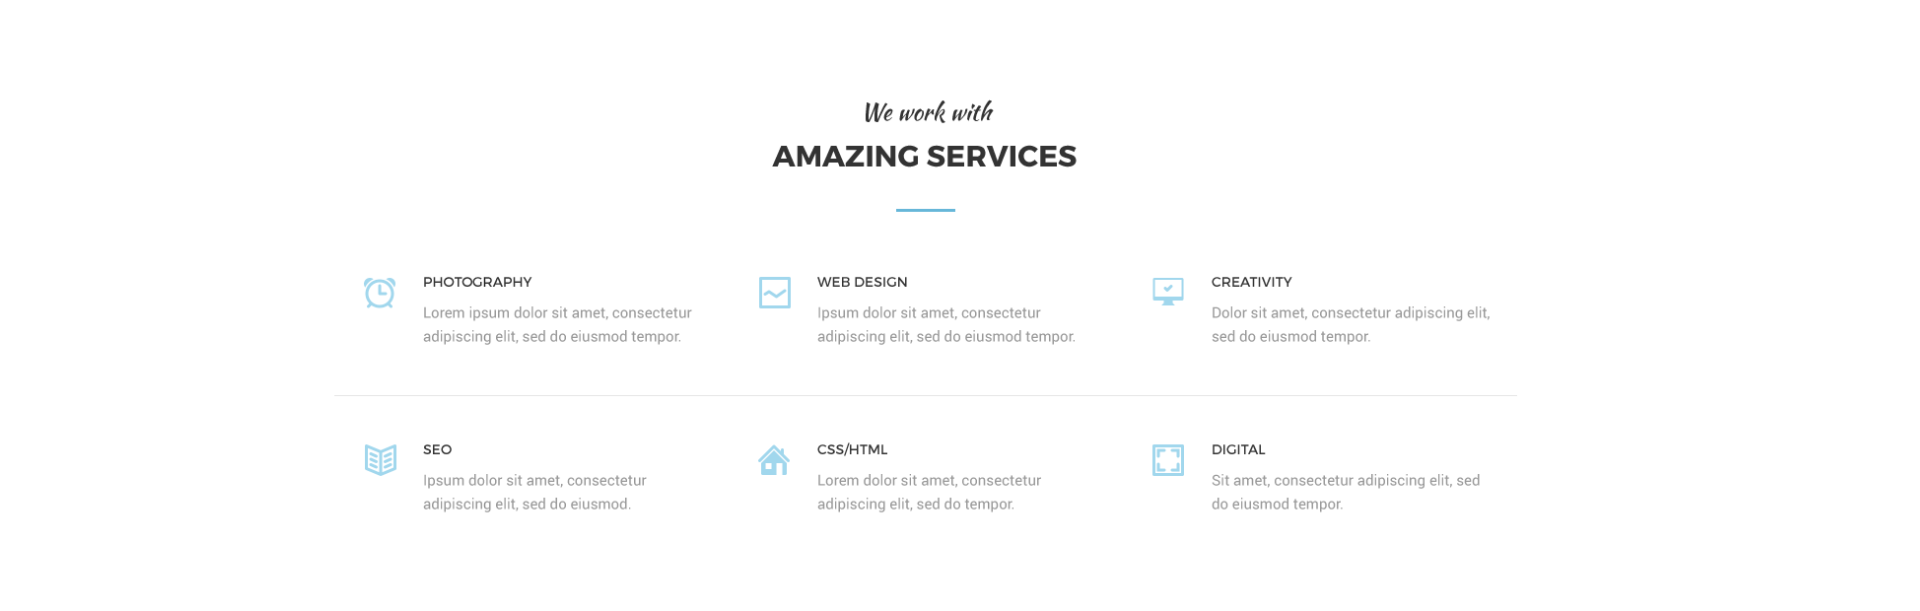 We work with
AMAZING SERVICES
PHOTOGRAPHY
Lorem ipsum dolor sit amet, consectetur
adipiscing elit, sed do eiusmod tempor.
WEB DESIGN
Ipsum dolor sit amet, consectetur
adipiscing elit, sed do eiusmod tempor.
CREATIVITY
Dolor sit amet, consectetur adipiscing elit,
sed do eiusmod tempor.
SEO
Ipsum dolor sit amet, consectetur
adipiscing elit, sed do eiusmod.
CSS/HTML
Lorem dolor sit amet, consectetur
adipiscing elit, sed do tempor.
DIGITAL
Sit amet, consectetur adipiscing elit, sed
do eiusmod tempor.